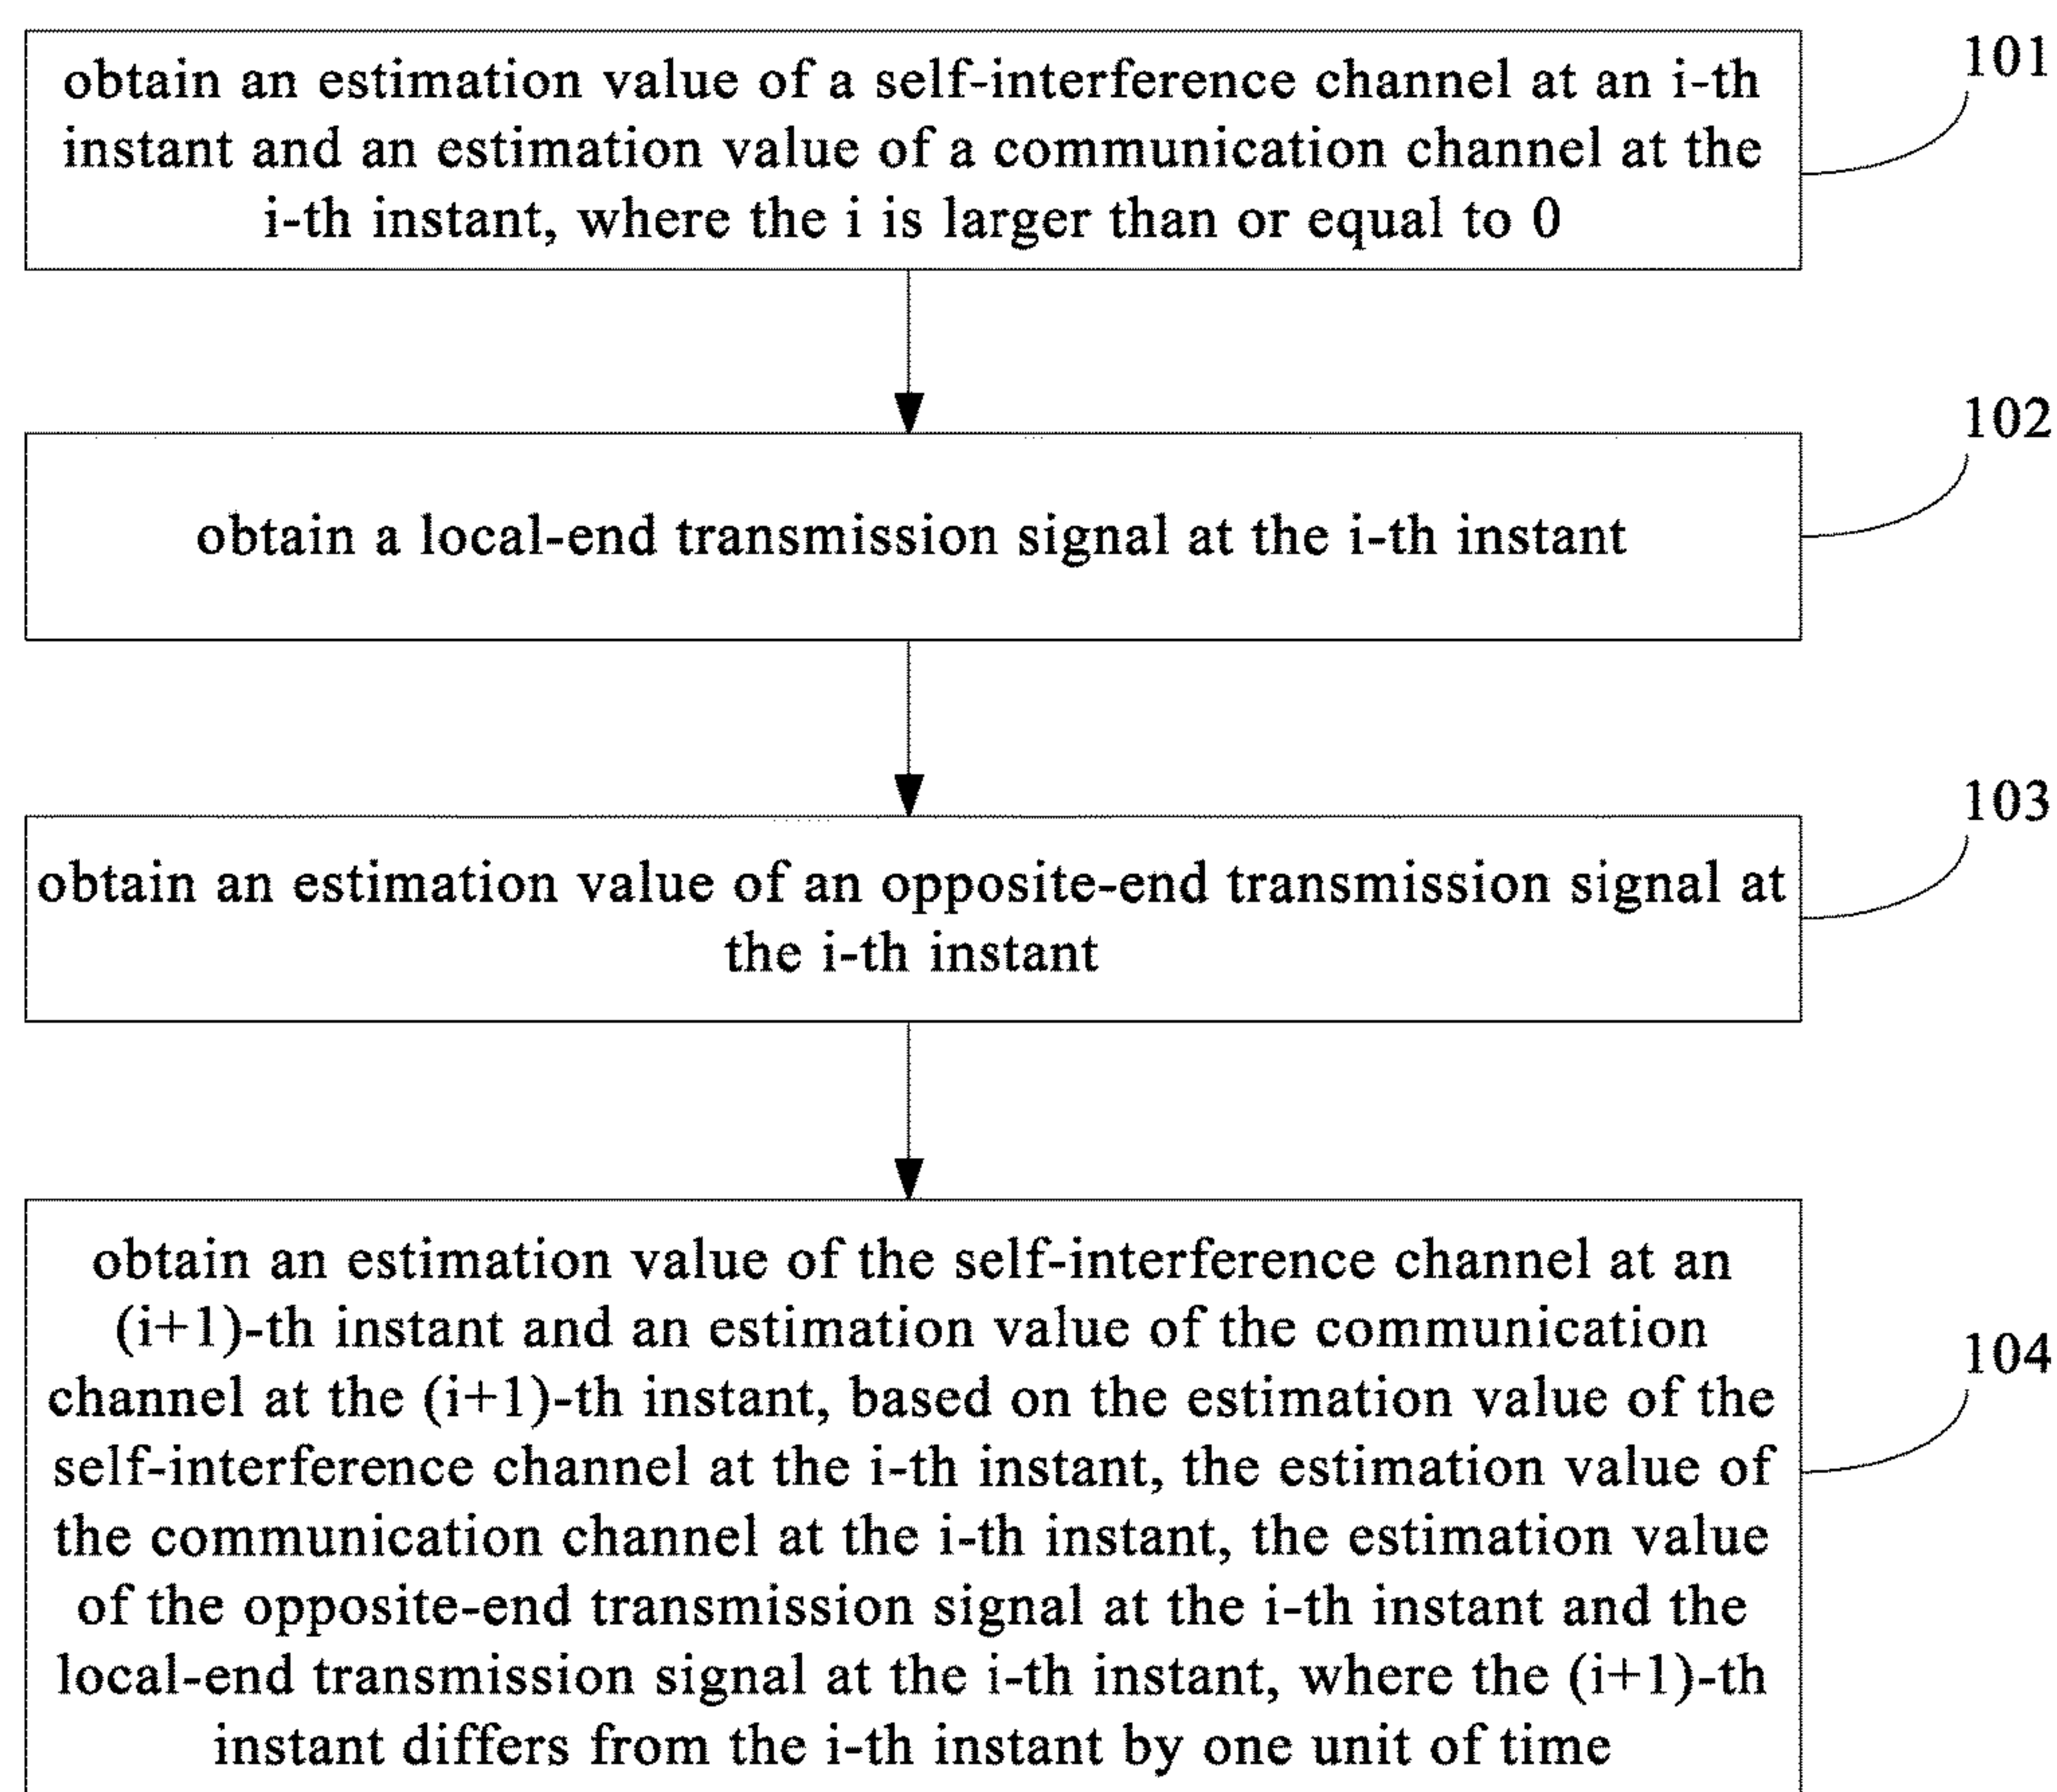 obtain an estimation value of a self-interference channel at an i-th
instant and an estimation value of a communication channel at the
i-th instant, where the i is larger than or equal to 0
101
obtain a local-end transmission signal at the i-th instant
102
obtain an estimation value of an opposite-end transmission signal at
the i-th instant
103
obtain an estimation value of the self-interference channel at an
(i+1)-th instant and an estimation value of the communication
channel at the (i+1)-th instant, based on the estimation value of the
self-interference channel at the i-th instant, the estimation value of
the communication channel at the i-th instant, the estimation value
of the opposite-end transmission signal at the i-th instant and the
local-end transmission signal at the i-th instant, where the (i+1)-th
instant differs from the i-th instant by one unit of time
104